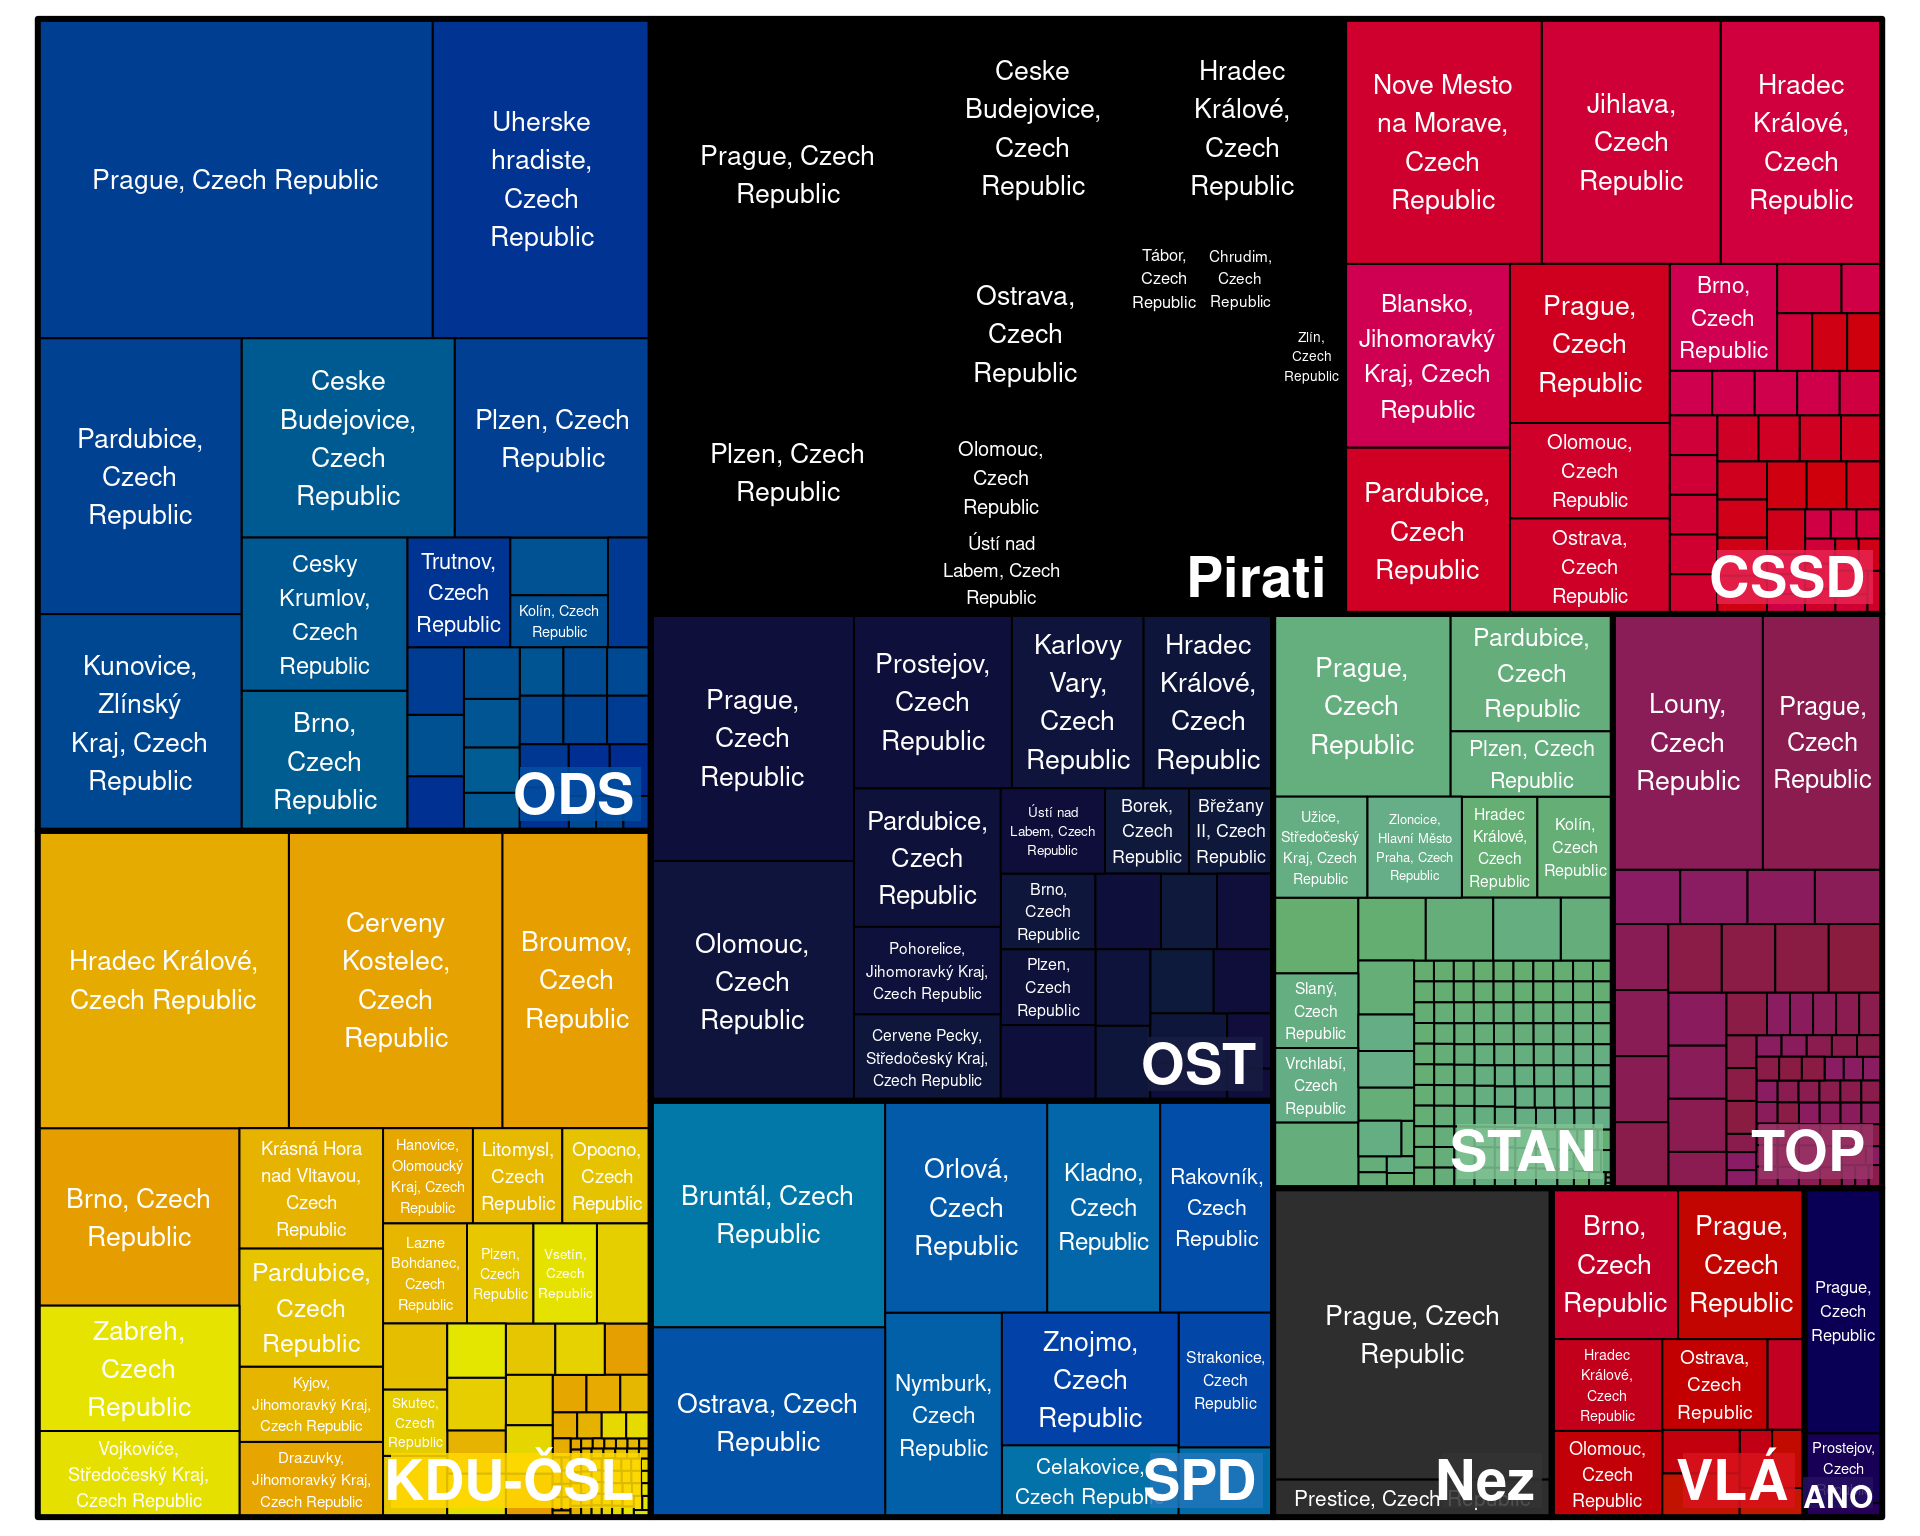 Prague, Czech Republic
Uherske
hradiste,
Czech
Republic
Pardubice,
Czech
Republic
Ceske
Budejovice,
Czech
Republic
Plzen, Czech
Republic
Kunovice,
Zlínský
Kraj, Czech
Republic
Cesky
Krumlov,
Czech
Republic
Trutnov,
Czech
Republic
Kolín, Czech
Republic
Brno,
Czech
Republic
ODS
Prague, Czech
Republic
Ceske
Budejovice,
Czech
Republic
Hradec
Králové,
Czech
Republic
Tábor,
Czech
Republic
Chrudim,
Czech
Republic
Ostrava,
Czech
Republic
Zlín,
Czech
Republic
Plzen, Czech
Republic
Olomouc,
Czech
Republic
Ústí nad
Labem, Czech
Republic
Pirati
Nove Mesto
na Morave,
Czech
Republic
Jihlava,
Czech
Republic
Hradec
Králové,
Czech
Republic
Blansko,
Jihomoravký
Kraj, Czech
Republic
Prague,
Czech
Republic
Brno,
Czech
Republic
Pardubice,
Czech
Republic
Olomouc,
Czech
Republic
Ostrava,
Czech
Republic
CSSD
Hradec Králové,
Czech Republic
Cerveny
Kostelec,
Czech
Republic
Broumov,
Czech
Republic
Brno, Czech
Republic
Krásná Hora
nad Vltavou,
Czech
Republic
Hanovice,
Olomoucký
Kraj, Czech
Republic
Litomysl,
Czech
Republic
Opocno,
Czech
Republic
Pardubice,
Czech
Republic
Lazne
Bohdanec,
Czech
Republic
Plzen,
Czech
Republic
Vsetín,
Czech
Republic
Zabreh,
Czech
Republic
Kyjov,
Jihomoravký Kraj,
Czech Republic
Skutec,
Czech
Republic
Vojkoviće,
Středočeský Kraj,
Czech Republic
Drazuvky,
Jihomoravký Kraj,
Czech Republic
KDU-ČSL
Prague,
Czech
Republic
Prostejov,
Czech
Republic
Karlovy
Vary,
Czech
Republic
Hradec
Králové,
Czech
Republic
Pardubice,
Czech
Republic
Ústí nad
Labem, Czech
Republic
Borek,
Czech
Republic
Břežany
II, Czech
Republic
Olomouc,
Czech
Republic
Brno,
Czech
Republic
Pohorelice,
Jihomoravký Kraj,
Czech Republic
Plzen,
Czech
Republic
Cervene Pecky,
Středočeský Kraj,
Czech Republic
OST
Prague,
Czech
Republic
Pardubice,
Czech
Republic
Plzen, Czech
Republic
Užice,
Středočeský
Kraj, Czech
Republic
Zloncice,
Hlavní Město
Praha, Czech
Republic
Hradec
Králové,
Czech
Republic
Kolín,
Czech
Republic
Slaný,
Czech
Republic
Vrchlabí,
Czech
Republic
STAN
Louny,
Czech
Republic
Prague,
Czech
Republic
TOP
Bruntál, Czech
Republic
Orlová,
Czech
Republic
Kladno,
Czech
Republic
Rakovník,
Czech
Republic
Ostrava, Czech
Republic
Nymburk,
Czech
Republic
Znojmo,
Czech
Republic
Strakonice,
Czech
Republic
Celakovice,
Czech Republic
SPD
Prague, Czech
Republic
Prestice, Czech Republic
Nez
Brno,
Czech
Republic
Prague,
Czech
Republic
Hradec
Králové,
Czech
Republic
Ostrava,
Czech
Republic
Olomouc,
Czech
Republic
VLÁ
Prague,
Czech
Republic
Prostejov,
Czech
ANO